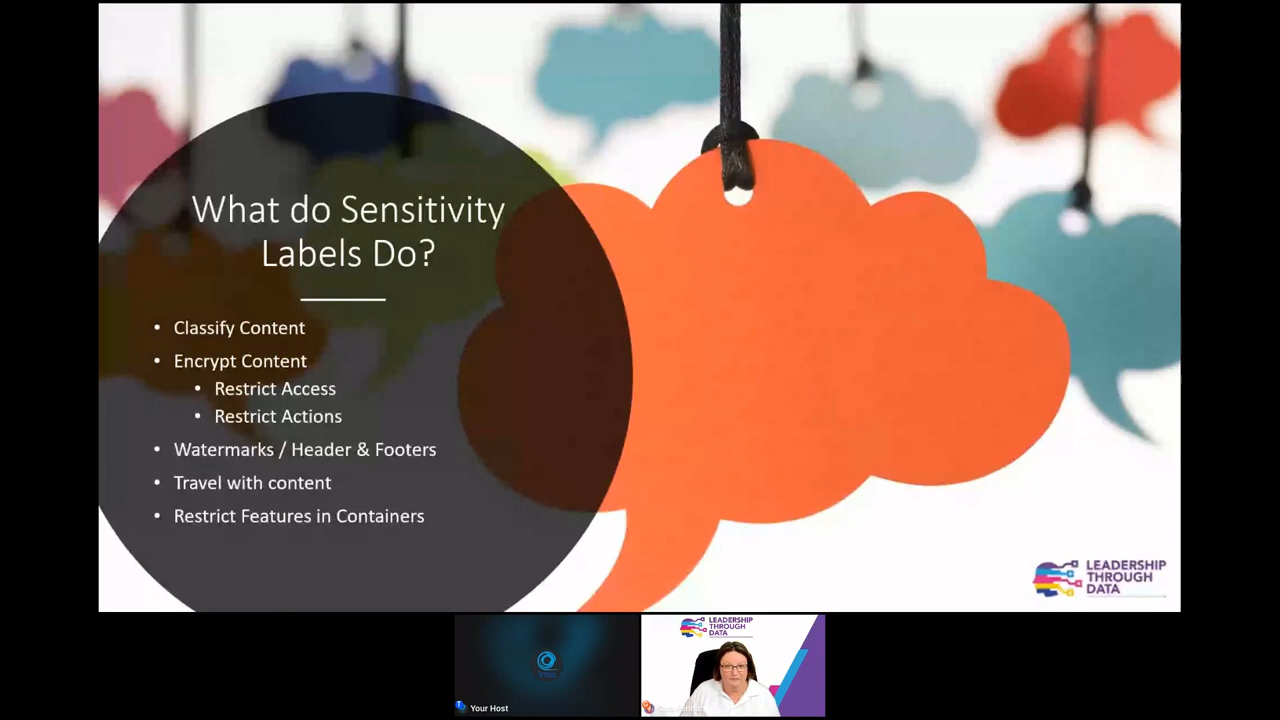 What do Sensitivity
Labels Do?
• Classify Content
• Encrypt Content
• Restrict Access
• Restrict Actions
• Watermarks / Header & Footers
• Travel with content
• Restrict Features in Containers
LEADERSHIP
THROUGH
DATA
LEADERSHIP
THROUGH
DATA
Your Host